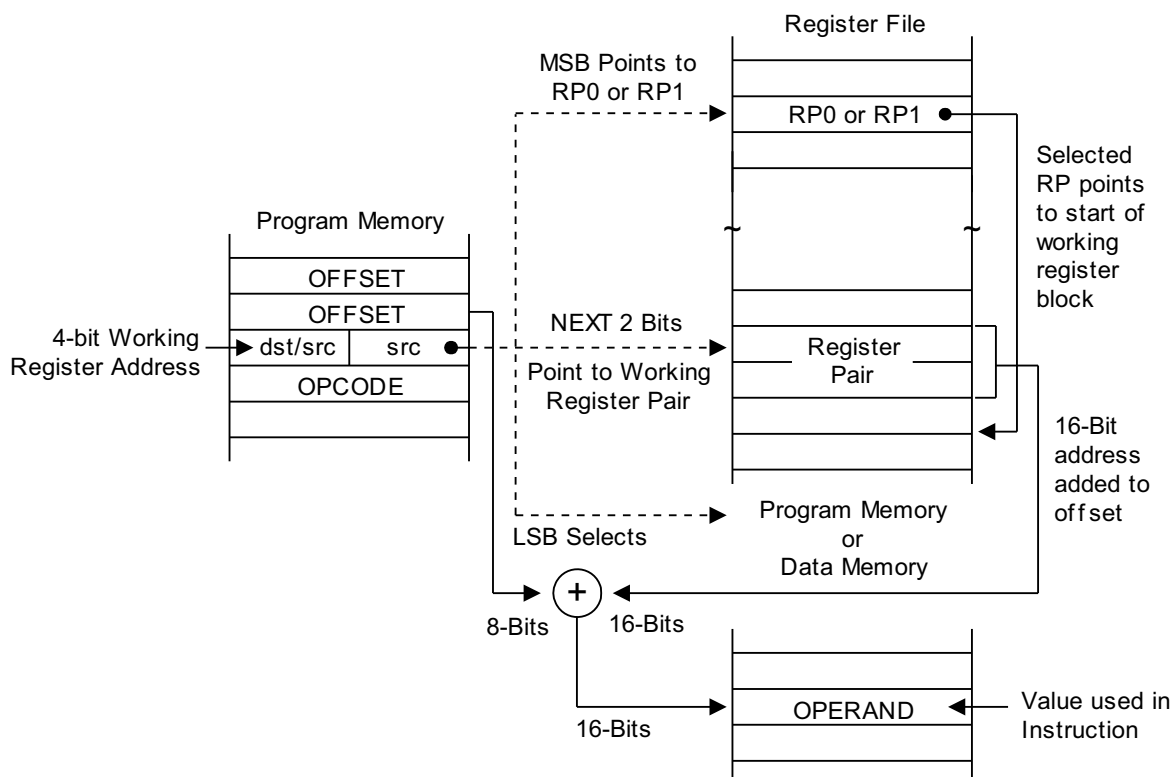 Register File
MSB Points to
RP0 or RP1
RP0 or RP1
Selected
RP points
to start of
working
register
block
Program Memory
OFFSET
OFFSET
4-bit Working
Register Address
dst/src
src
OPCODE
NEXT 2 Bits
Point to Working
Register Pair
Register
Pair
16-Bit
address
added to
offset
LSB Selects
Program Memory
or
Data Memory
+
8-Bits
16-Bits
16-Bits
OPERAND
Value used in
Instruction